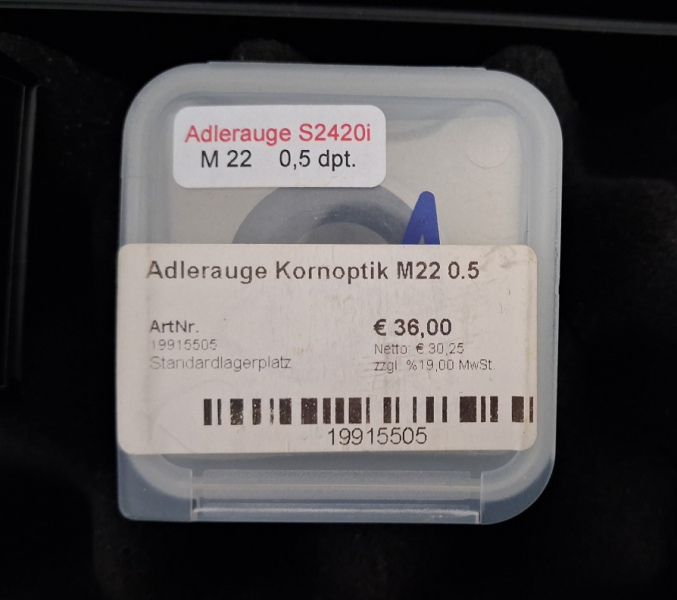 Adlerauge S2420i
M 22 0,5 dpt.
A
Adlerauge Kornoptik M22 0.5
ArtNr.
19915505
Standardlagerplatz
€ 36,00
Netto: € 30,25
zzgl. %19,00 MwSt.
19915505